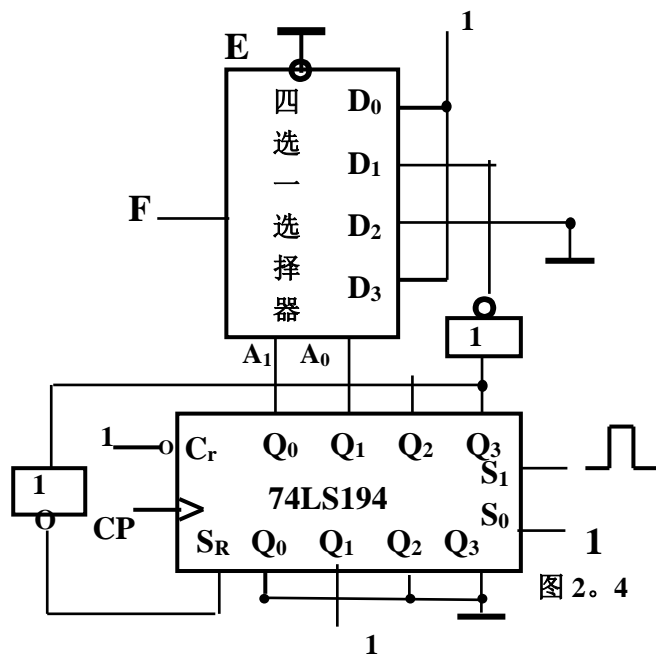 1
E
四选一选择器
D₀
D₁
D₂
D₃
F
A₁ A₀
1
1
Cᵣ
Q₀ Q₁ Q₂ Q₃
S₁
1
O
CP
74LS194
S₀
1
S_R Q₀ Q₁ Q₂ Q₃
图 2。4
1